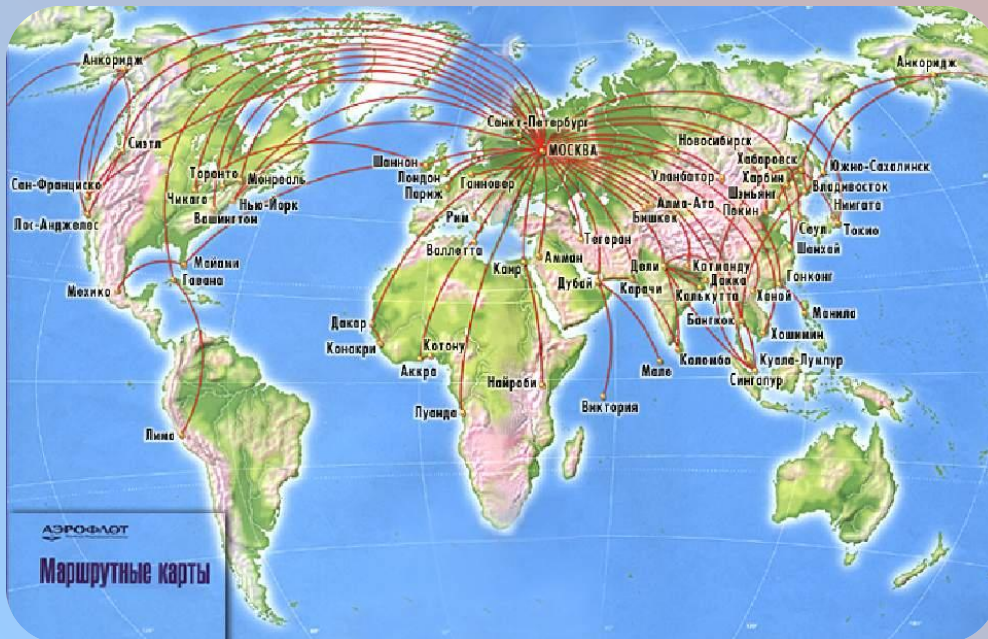 Анкоридж
Анкоридж
Санкт-Петербург
МОСКВА
Новосибирск
Сиэтл
Сан-Франциско
Лос-Анджелес
Торонто
Монреаль
Чикаго
Нью-Йорк
Вашингтон
Шаннон
Лондон
Париж
Ганновер
Рим
Валлетта
Каир
Амман
Тегеран
Дубай
Карачи
Дели
Катманду
Дакка
Калькутта
Бангкок
Бишкек
Алма-Ата
Уланбатор
Хабаровск
Харбин
Шэньянг
Пекин
Южно-Сахалинск
Владивосток
Ниигата
Токио
Сеул
Шанхай
Гонконг
Ханой
Манила
Хошимин
Куала-Лумпур
Сингапур
Коломбо
Мале
Виктория
Найроби
Луанда
Котону
Аккра
Дакар
Конакри
Майами
Гавана
Мехико
Лима
АЭРОФЛОТ
Маршрутные карты